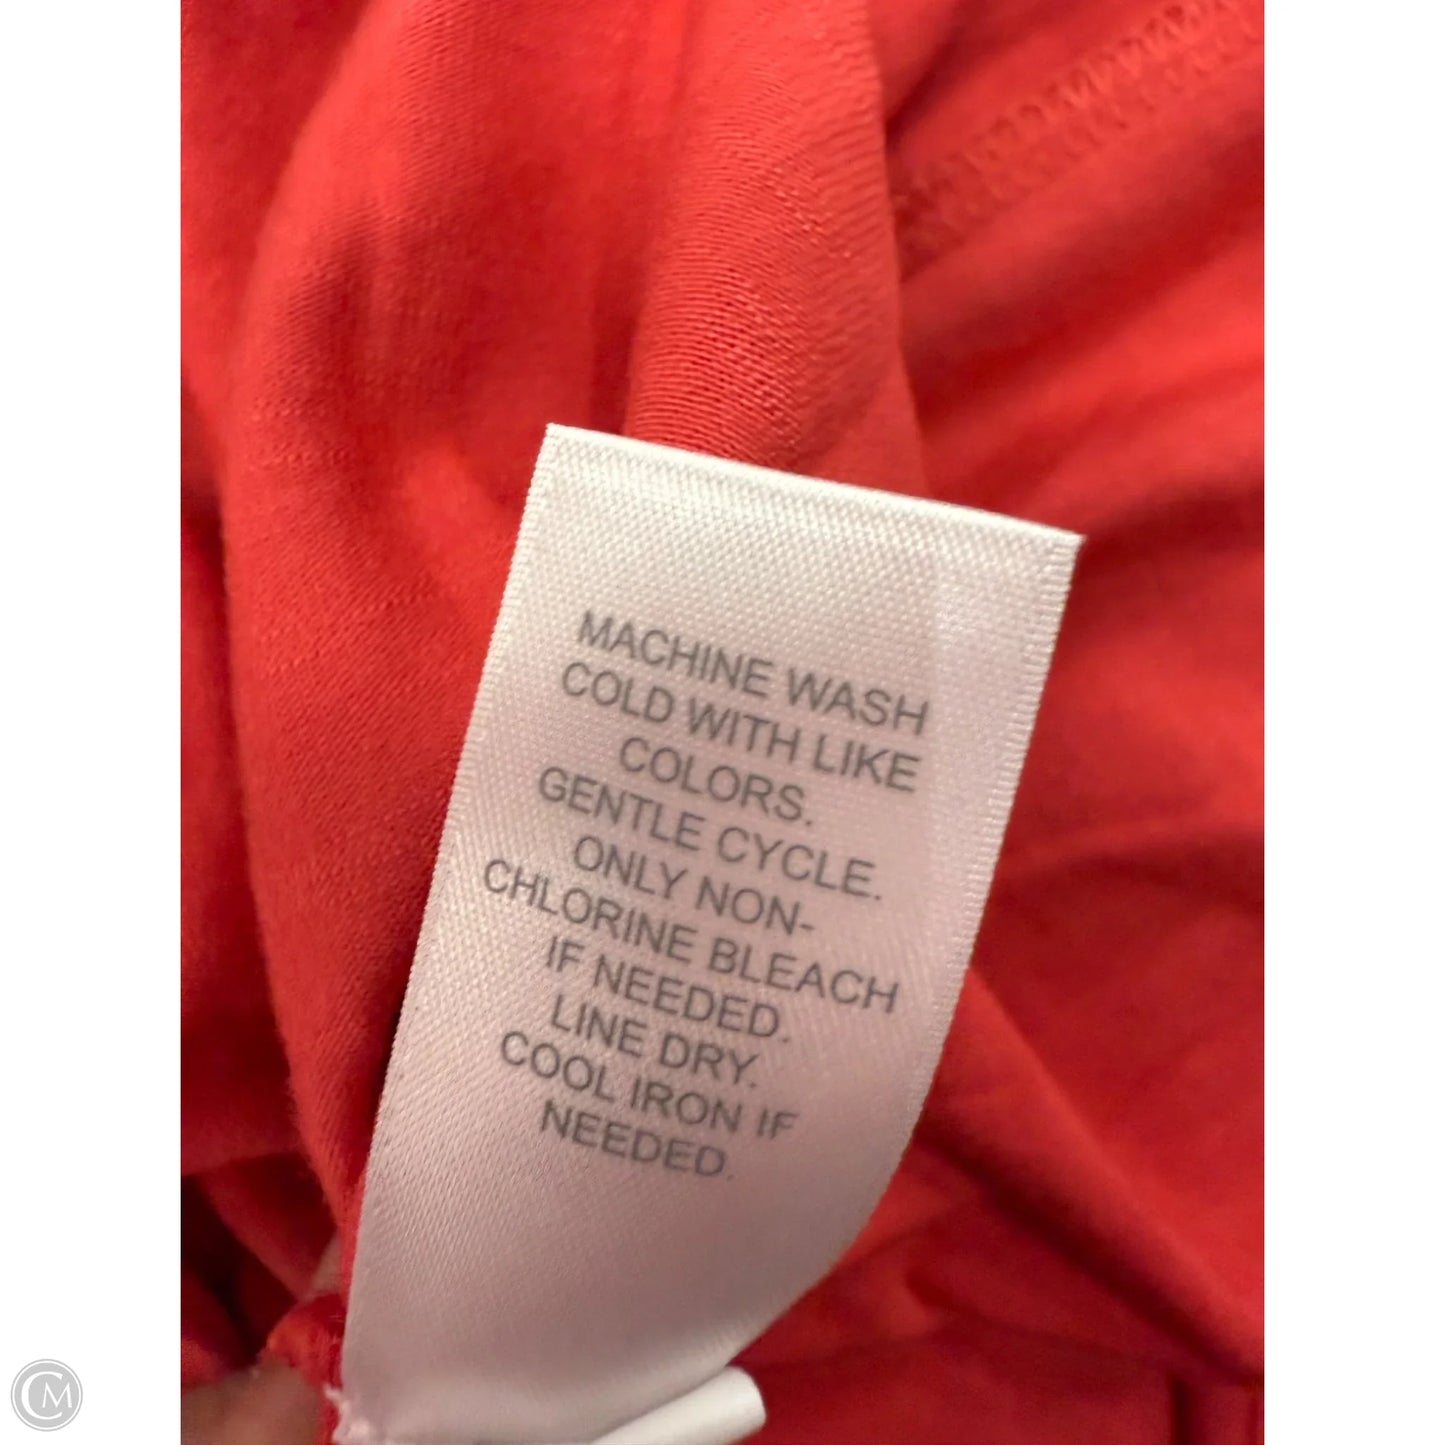 MACHINE WASH
COLD WITH LIKE
COLORS.
GENTLE CYCLE.
ONLY NON-
CHLORINE BLEACH
IF NEEDED.
LINE DRY.
COOL IRON IF
NEEDED.
CM